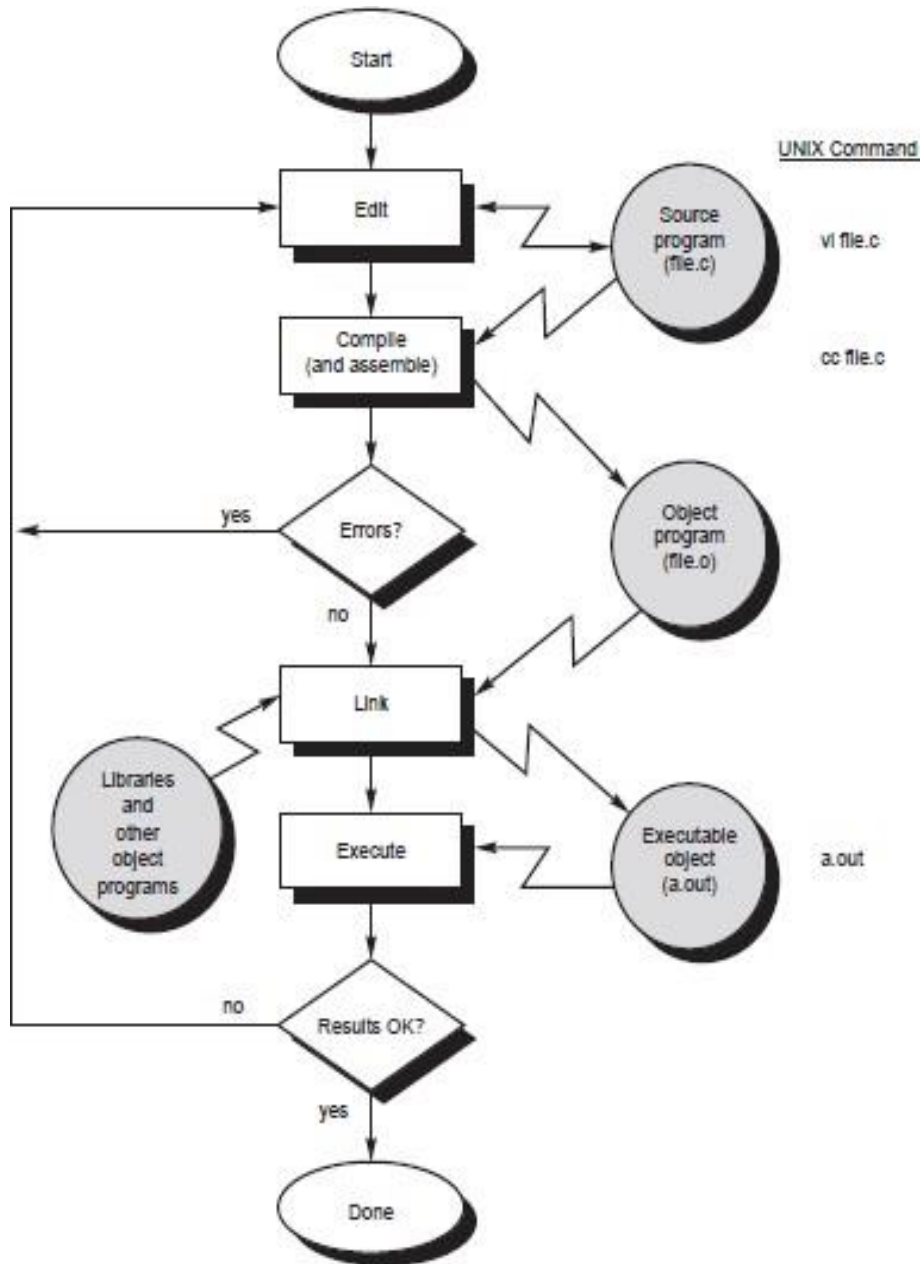 Start
UNIX Command
Edit
Source
program
(file.c)
vi file.c
Compile
(and assemble)
cc file.c
yes
Errors?
Object
program
(file.o)
no
Link
Libraries
and
other
object
programs
Execute
Executable
object
(a.out)
a.out
no
Results OK?
yes
Done